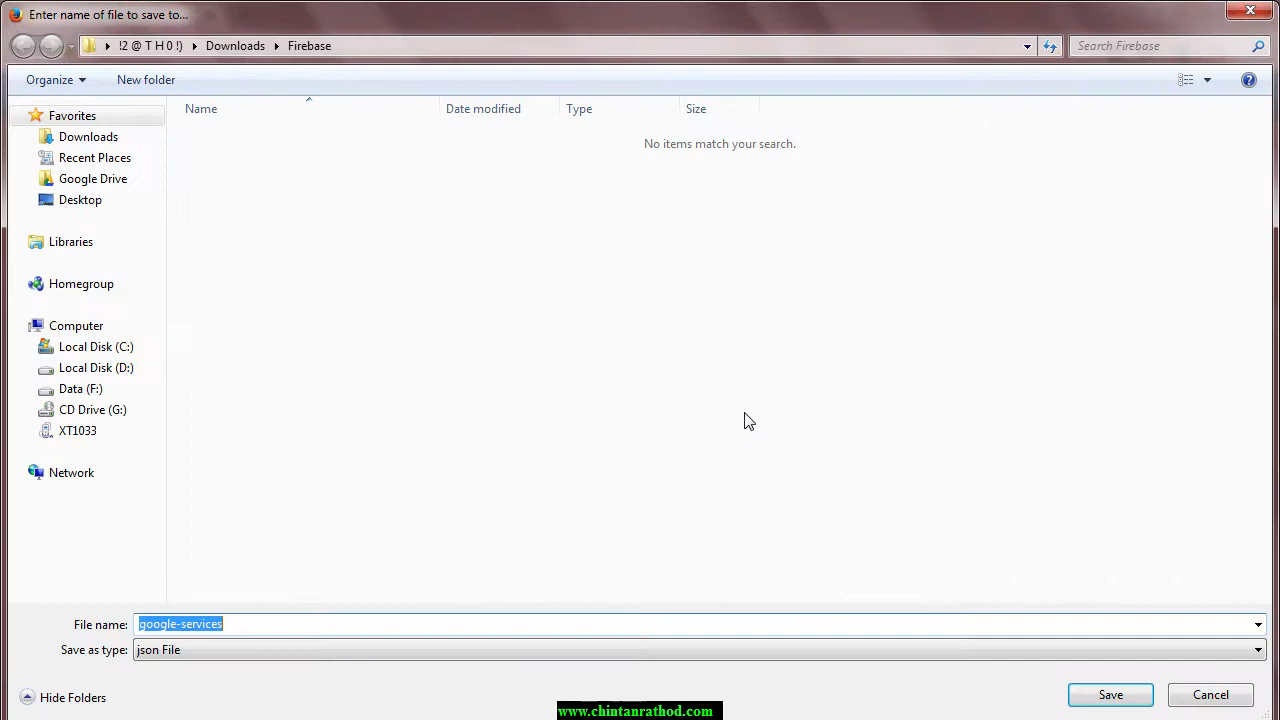 Enter name of file to save to...
!2 @ T H 0 !)
Downloads
Firebase
Search Firebase
Organize
New folder
Name
Date modified
Type
Size
No items match your search.
Favorites
Downloads
Recent Places
Google Drive
Desktop
Libraries
Homegroup
Computer
Local Disk (C:)
Local Disk (D:)
Data (F:)
CD Drive (G:)
XT1033
Network
File name: google-services
Save as type: json File
Hide Folders
Save
Cancel
www.chintanrathod.com